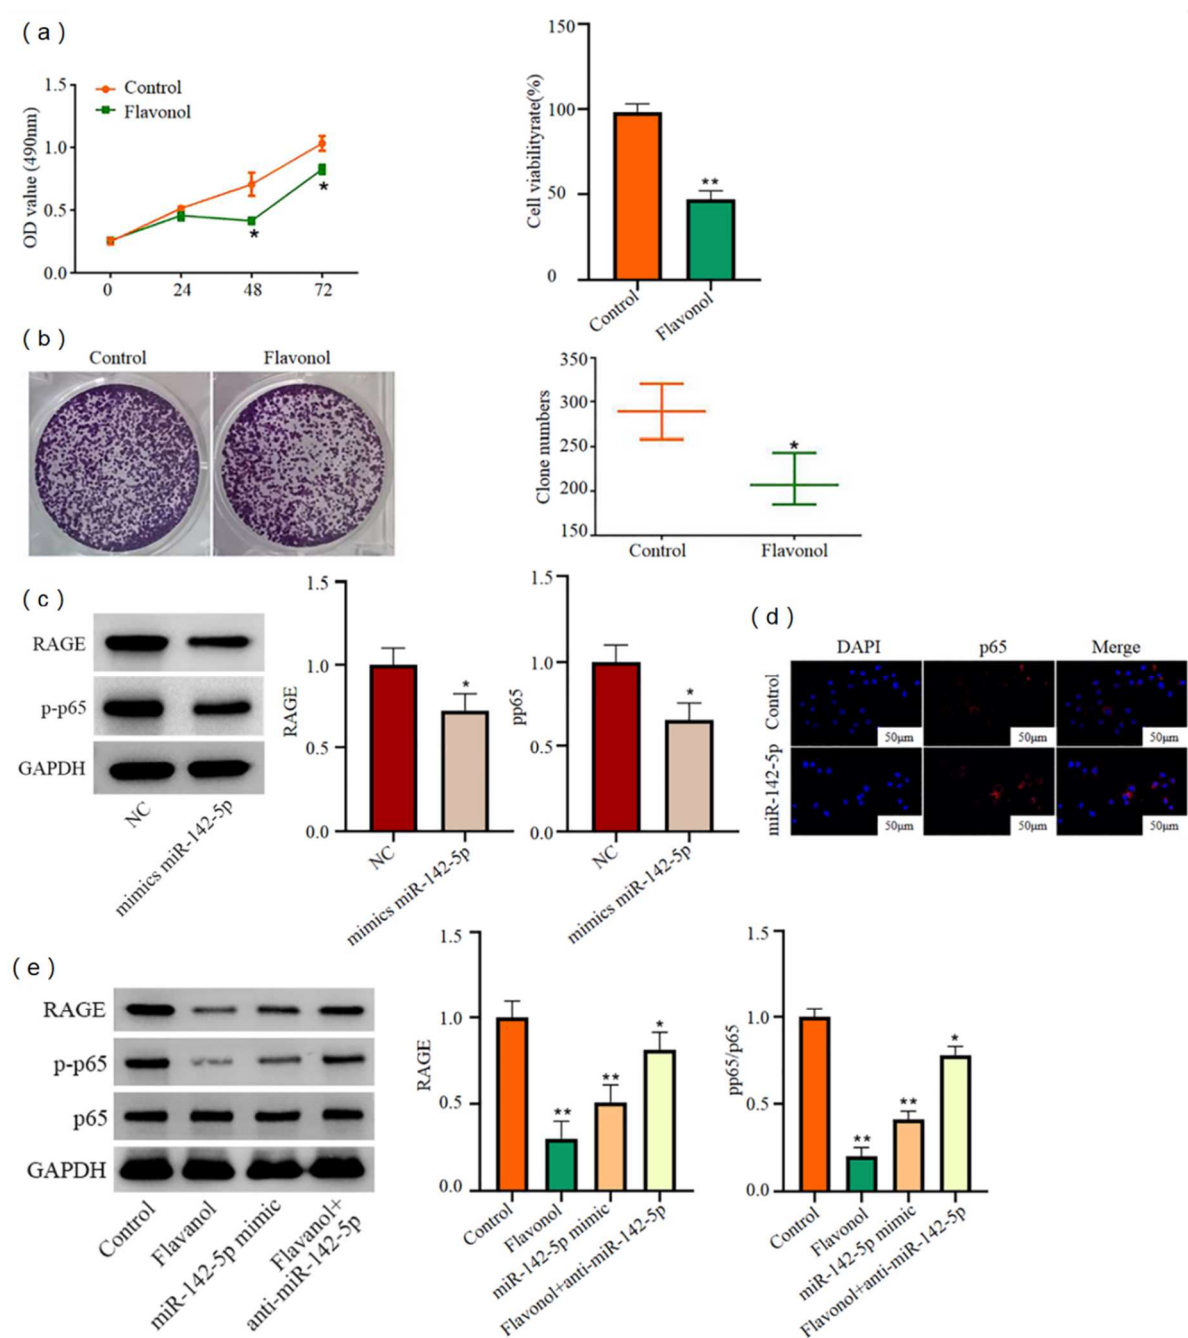 ( a )
1.5
1.0
0.5
0.0
OD value (490nm)
Control
Flavonol
*
*
0 24 48 72
150
100
50
0
Cell viabilityrate(%)
**
Control
Flavonol
( b )
Control Flavonol
350
300
250
200
150
Clone numbers
*
Control Flavonol
( c )
RAGE
p-p65
GAPDH
NC
mimics miR-142-5p
1.5
1.0
0.5
0.0
RAGE
*
NC
mimics miR-142-5p
1.5
1.0
0.5
0.0
pp65
*
NC
mimics miR-142-5p
( d )
DAPI p65 Merge
Control
50μm 50μm 50μm
miR-142-5p
50μm 50μm 50μm
( e )
RAGE
p-p65
p65
GAPDH
Control
Flavanol
miR-142-5p mimic
Flavanol+
anti-miR-142-5p
1.5
1.0
0.5
0.0
RAGE
**
**
*
Control
Flavonol
miR-142-5p mimic
Flavonol+anti-miR-142-5p
1.5
1.0
0.5
0.0
pp65/p65
**
**
*
Control
Flavonol
miR-142-5p mimic
Flavonol+anti-miR-142-5p